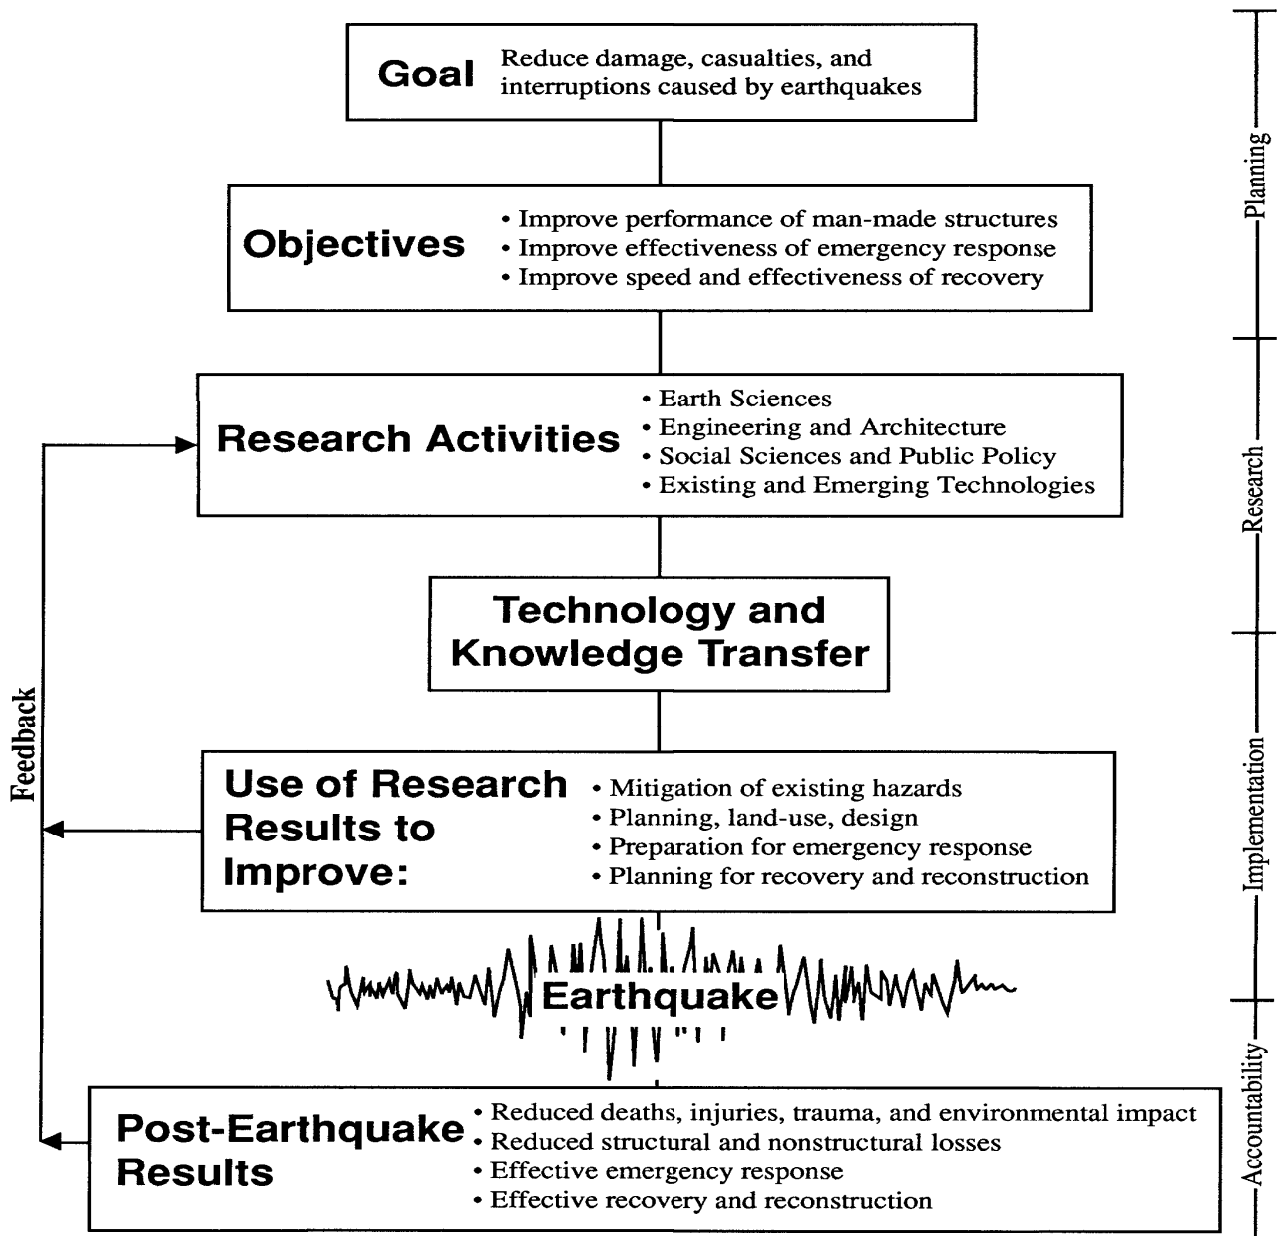 Goal
Reduce damage, casualties, and
interruptions caused by earthquakes
Objectives
• Improve performance of man-made structures
• Improve effectiveness of emergency response
• Improve speed and effectiveness of recovery
Research Activities
• Earth Sciences
• Engineering and Architecture
• Social Sciences and Public Policy
• Existing and Emerging Technologies
Technology and
Knowledge Transfer
Use of Research
Results to
Improve:
• Mitigation of existing hazards
• Planning, land-use, design
• Preparation for emergency response
• Planning for recovery and reconstruction
Earthquake
Post-Earthquake
Results
• Reduced deaths, injuries, trauma, and environmental impact
• Reduced structural and nonstructural losses
• Effective emergency response
• Effective recovery and reconstruction
Feedback
Planning
Research
Implementation
Accountability